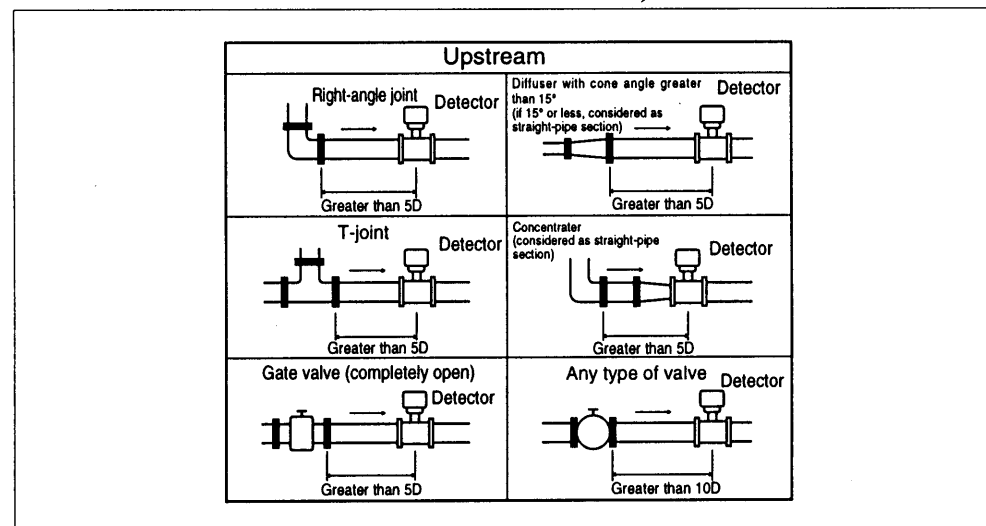 Upstream
Right-angle joint
Detector
Greater than 5D
Diffuser with cone angle greater
than 15°
(if 15° or less, considered as
straight-pipe section)
Detector
Greater than 5D
T-joint
Detector
Greater than 5D
Concentrater
(considered as straight-pipe
section)
Detector
Greater than 5D
Gate valve (completely open)
Detector
Greater than 5D
Any type of valve
Detector
Greater than 10D